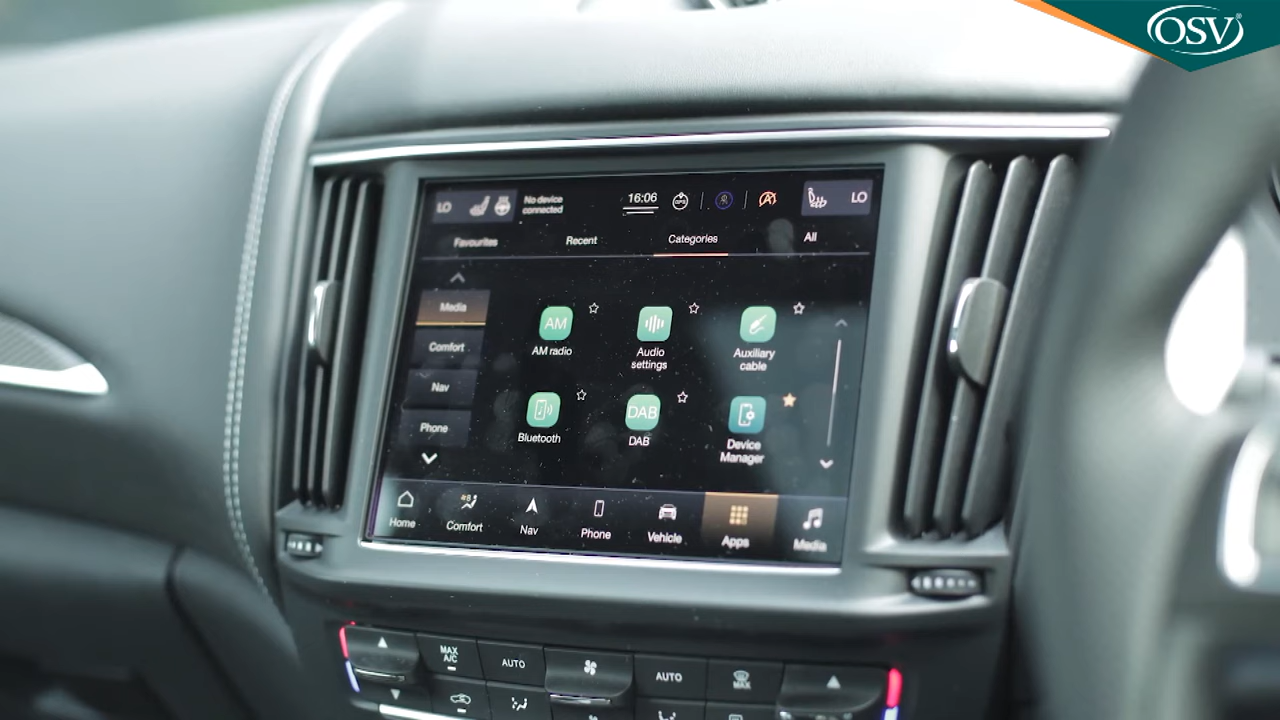 OSV
LO
No device
connected
16:06
GPS
LO
Favourites
Recent
Categories
All
Media
Comfort
Nav
Phone
AM
AM radio
Audio
settings
Auxiliary
cable
Bluetooth
DAB
DAB
Device
Manager
Home
Comfort
Nav
Phone
Vehicle
Apps
Media
MAX
A/C
AUTO
AUTO
MAX